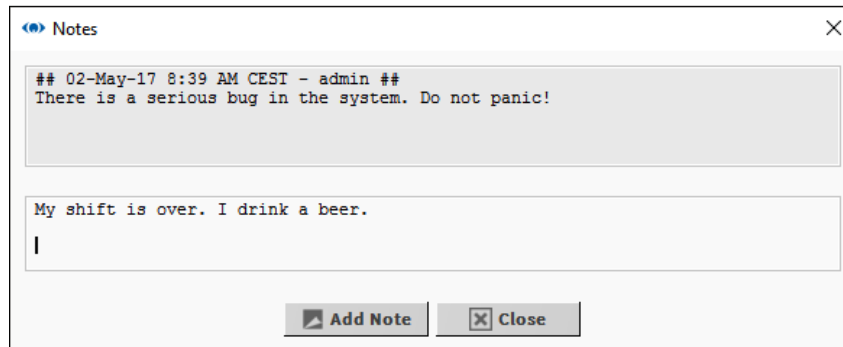 Notes
## 02-May-17 8:39 AM CEST - admin ##
There is a serious bug in the system. Do not panic!
My shift is over. I drink a beer.
Add Note Close